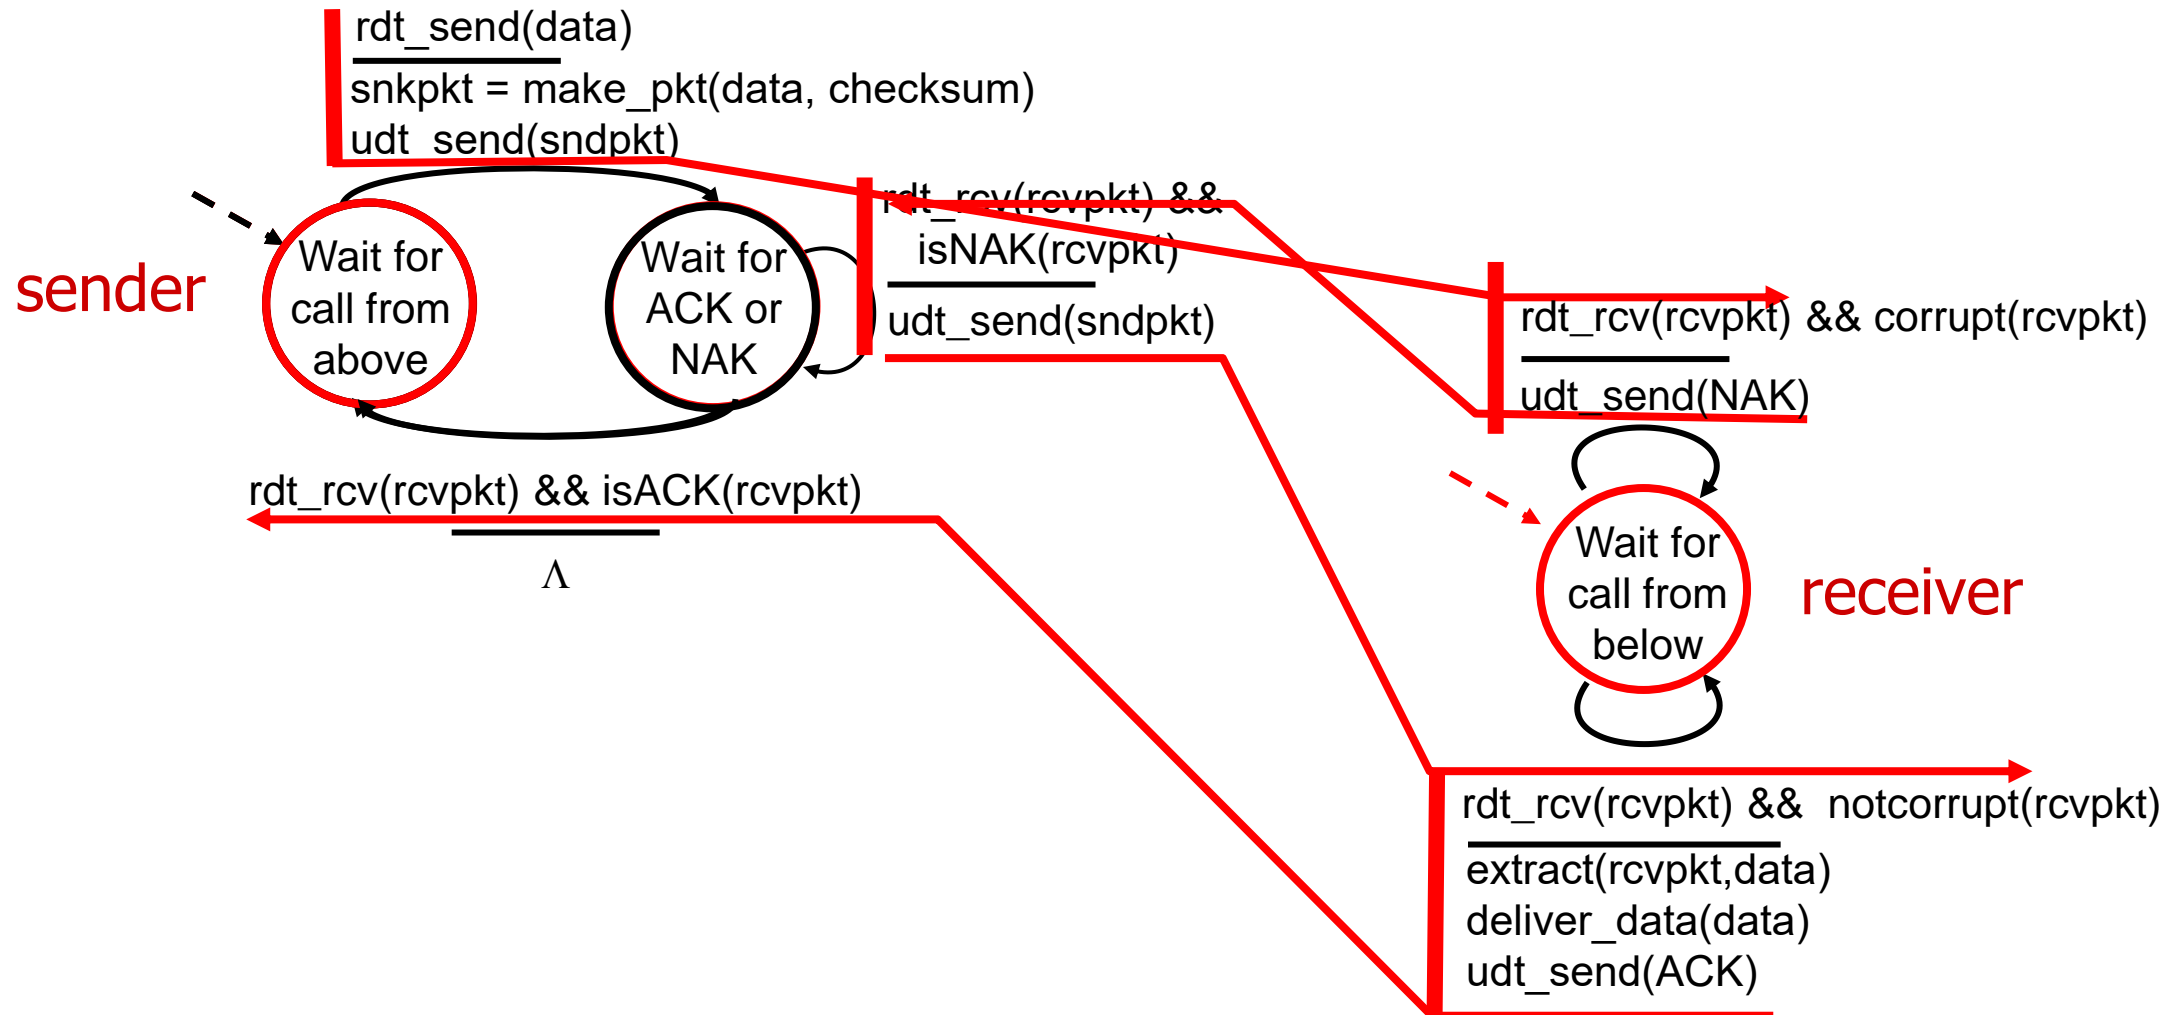 rdt_send(data)
snkpkt = make_pkt(data, checksum)
udt_send(sndpkt)
sender
Wait for
call from
above
Wait for
ACK or
NAK
rdt_rcv(rcvpkt) &&
isNAK(rcvpkt)
udt_send(sndpkt)
rdt_rcv(rcvpkt) && isACK(rcvpkt)
Λ
rdt_rcv(rcvpkt) && corrupt(rcvpkt)
udt_send(NAK)
Wait for
call from
below
receiver
rdt_rcv(rcvpkt) && notcorrupt(rcvpkt)
extract(rcvpkt,data)
deliver_data(data)
udt_send(ACK)